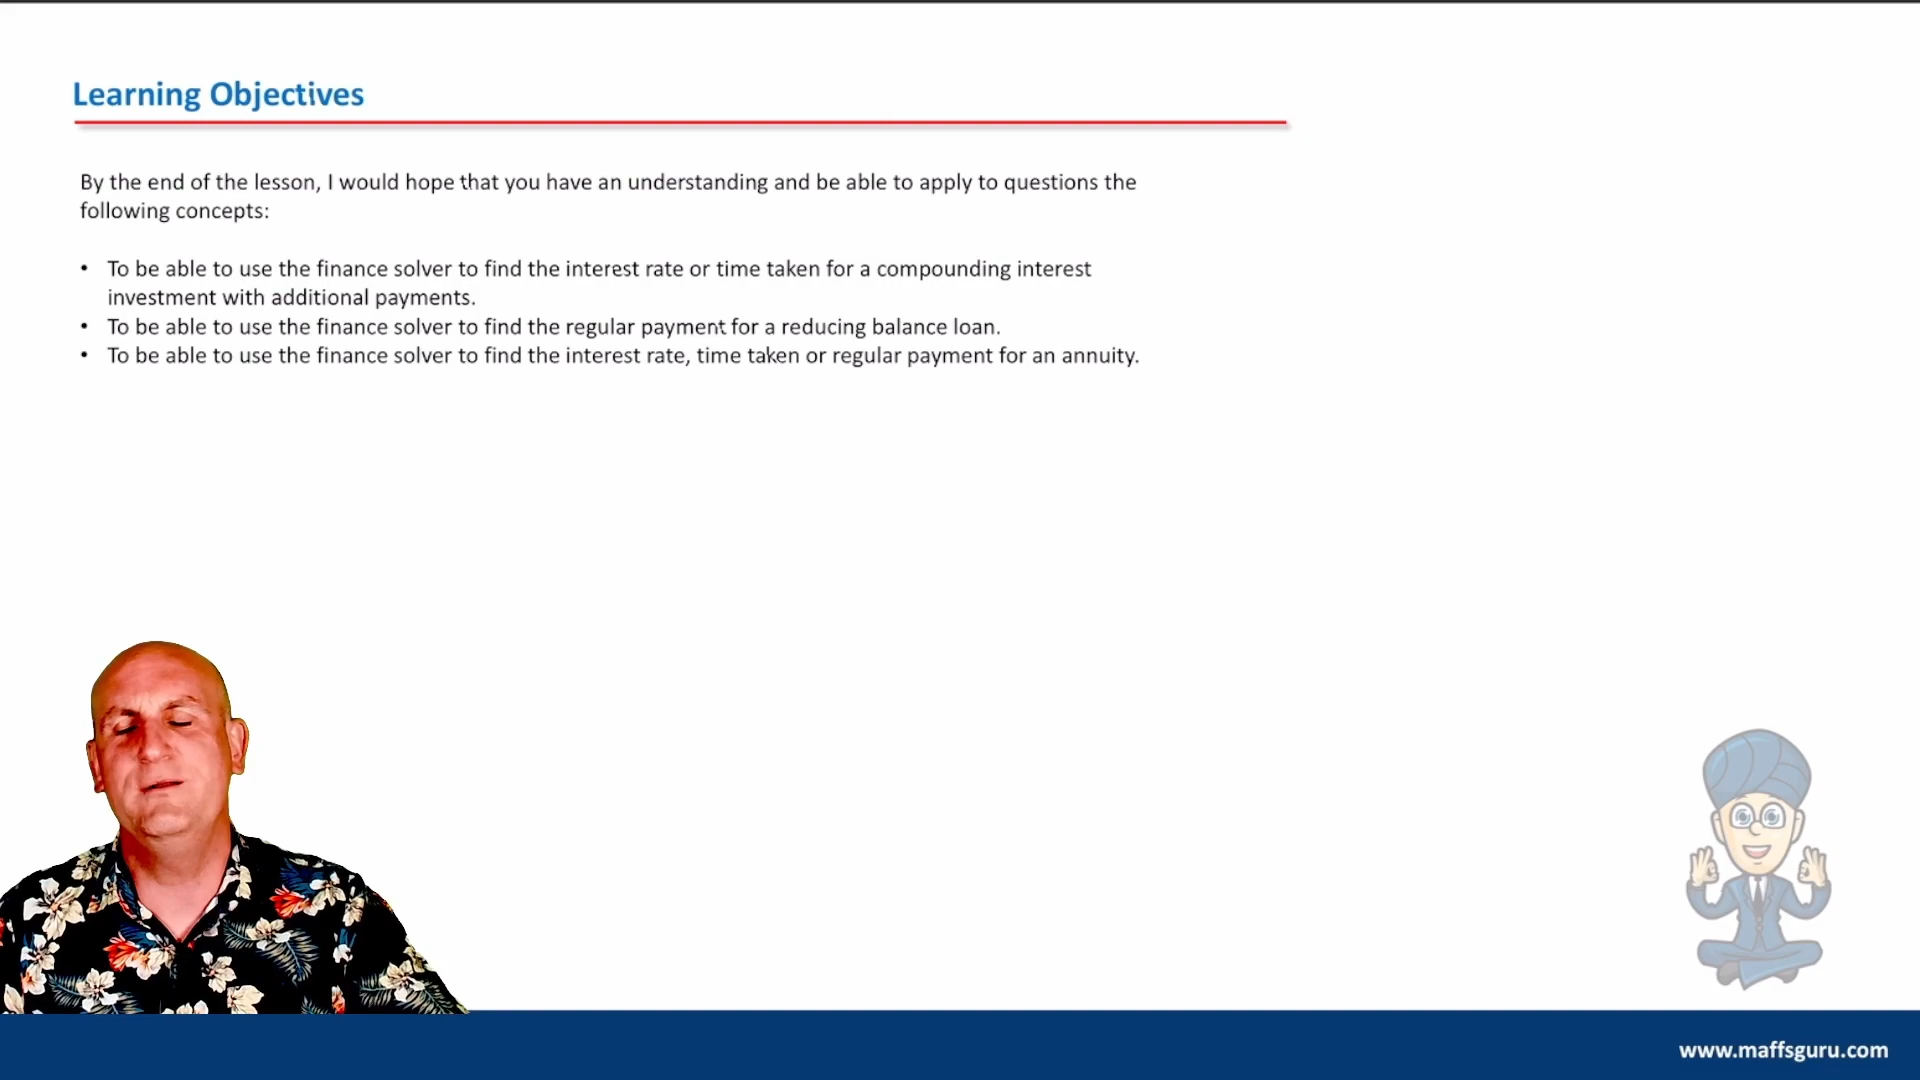 Learning Objectives
By the end of the lesson, I would hope that you have an understanding and be able to apply to questions the
following concepts:
• To be able to use the finance solver to find the interest rate or time taken for a compounding interest
investment with additional payments.
• To be able to use the finance solver to find the regular payment for a reducing balance loan.
• To be able to use the finance solver to find the interest rate, time taken or regular payment for an annuity.
www.maffsguru.com